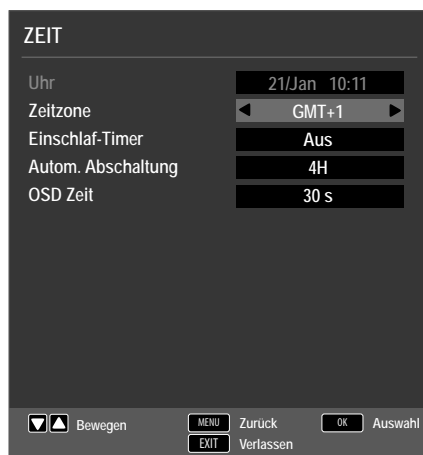 ZEIT
Uhr 21/Jan 10:11
Zeitzone GMT+1
Einschlaf-Timer Aus
Autom. Abschaltung 4H
OSD Zeit 30 s
Bewegen MENU Zurück OK Auswahl
EXIT Verlassen